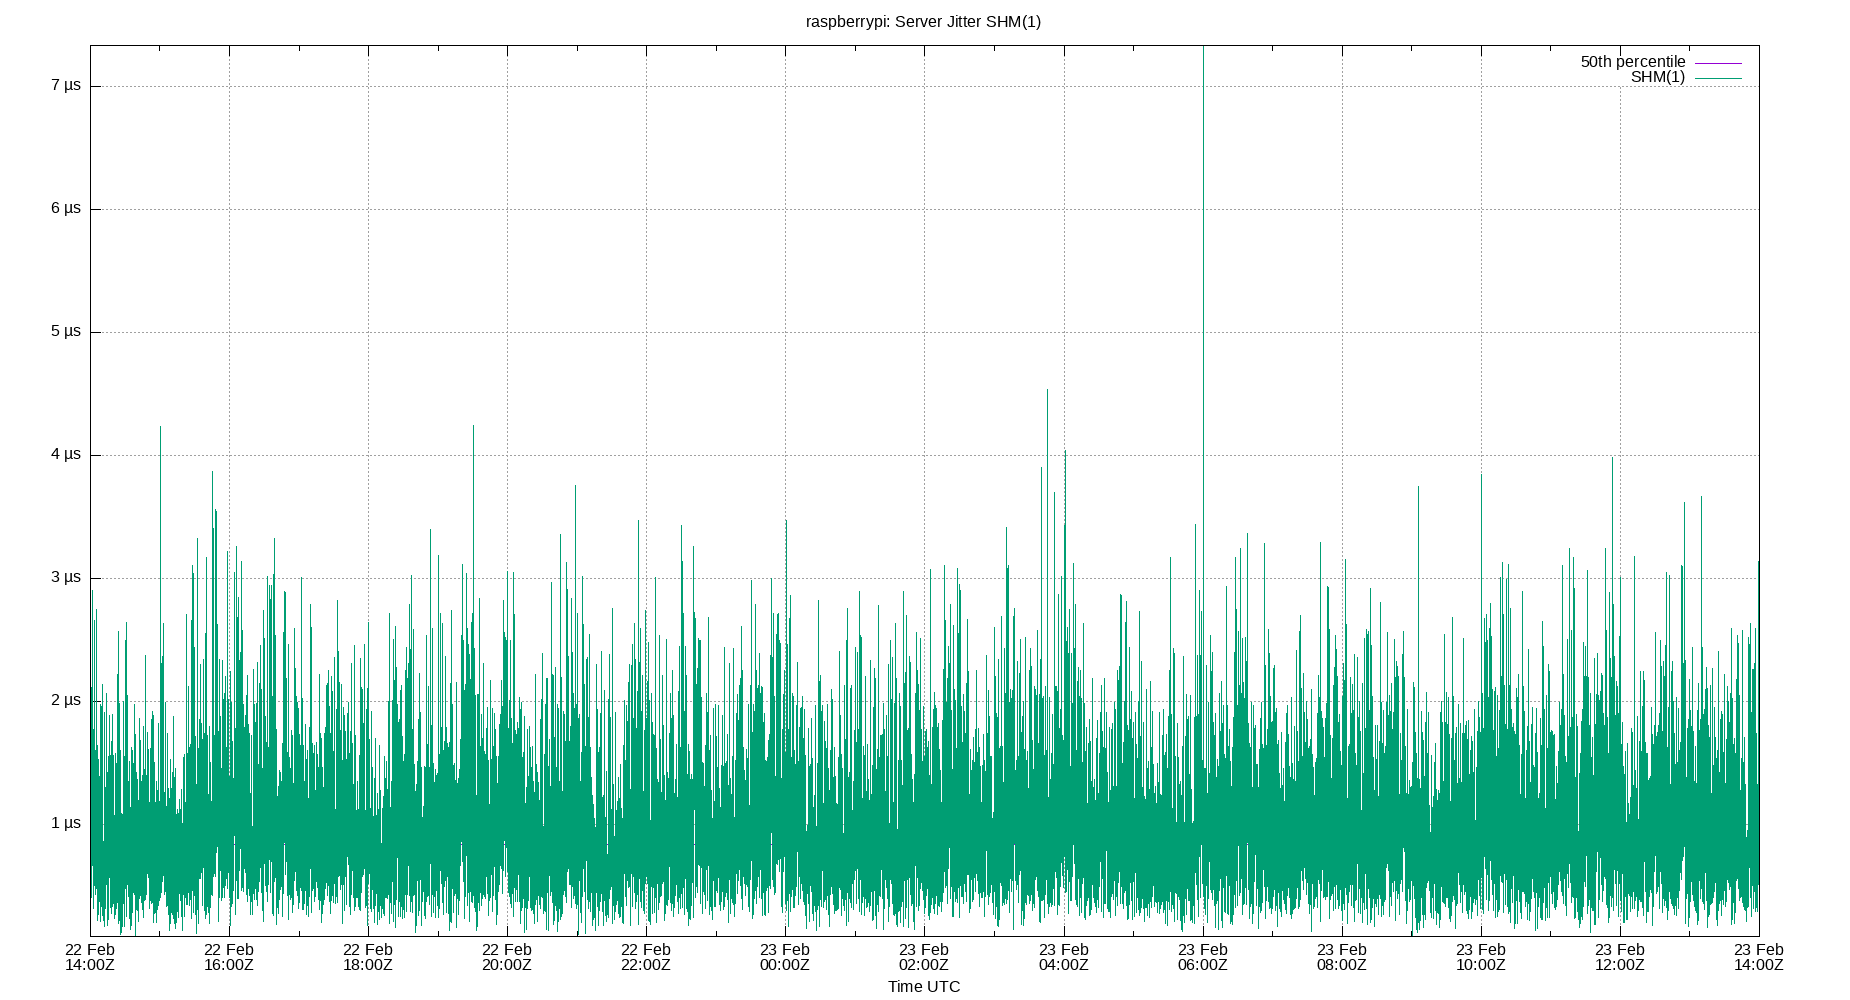 raspberrypi: Server Jitter SHM(1)
50th percentile
SHM(1)
7 µs
6 µs
5 µs
4 µs
3 µs
2 µs
1 µs
22 Feb 22 Feb 22 Feb 22 Feb 22 Feb 23 Feb 23 Feb 23 Feb 23 Feb 23 Feb 23 Feb 23 Feb 23 Feb
14:00Z 16:00Z 18:00Z 20:00Z 22:00Z 00:00Z 02:00Z 04:00Z 06:00Z 08:00Z 10:00Z 12:00Z 14:00Z
Time UTC